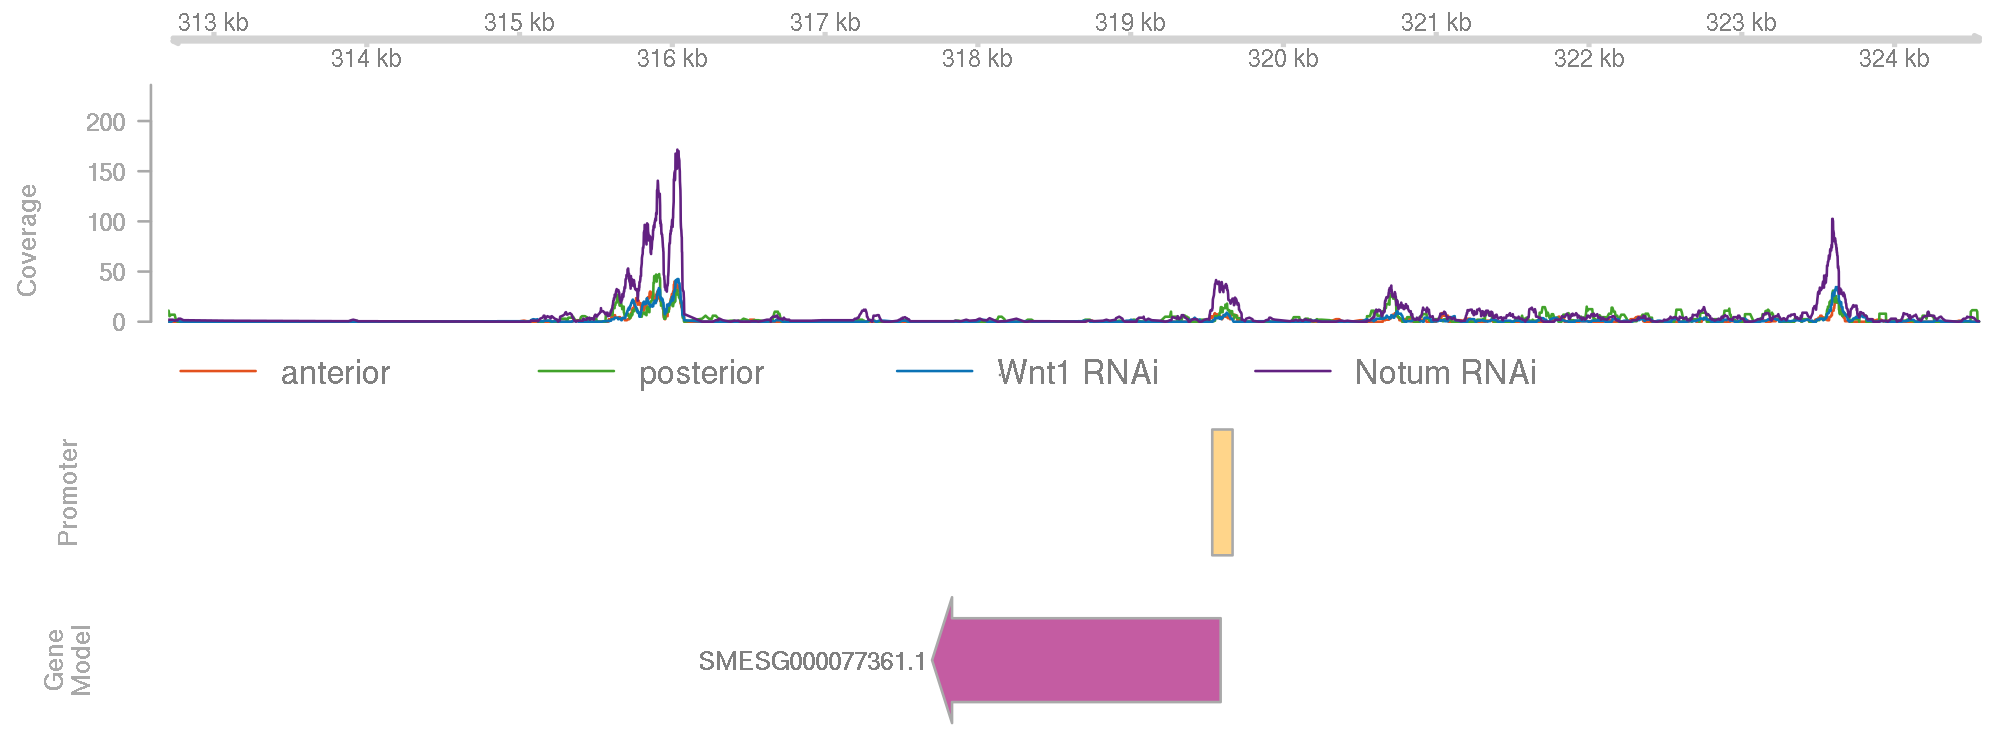 313 kb 315 kb 317 kb 319 kb 321 kb 323 kb
314 kb 316 kb 318 kb 320 kb 322 kb 324 kb
Coverage
200
150
100
50
0
anterior posterior Wnt1 RNAi Notum RNAi
Promoter
Gene
Model
SMESG000077361.1